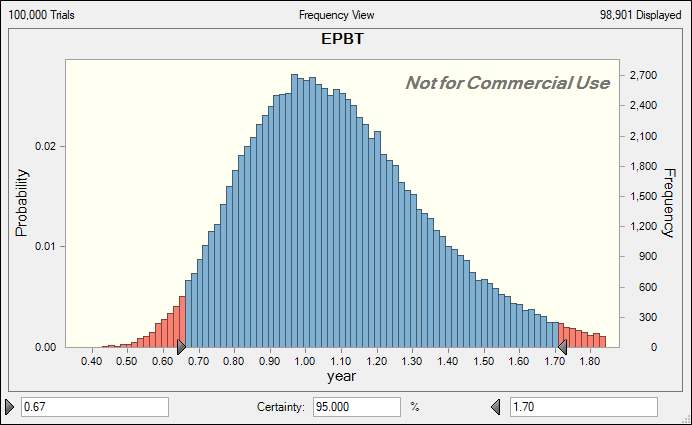 100,000 Trials Frequency View 98,901 Displayed
EPBT
Not for Commercial Use
Probability
0.02
0.01
0.00
2,700
2,400
2,100
1,800
1,500
1,200
900
600
300
0
Frequency
0.40 0.50 0.60 0.70 0.80 0.90 1.00 1.10 1.20 1.30 1.40 1.50 1.60 1.70 1.80
year
0.67 Certainty: 95.000 % 1.70